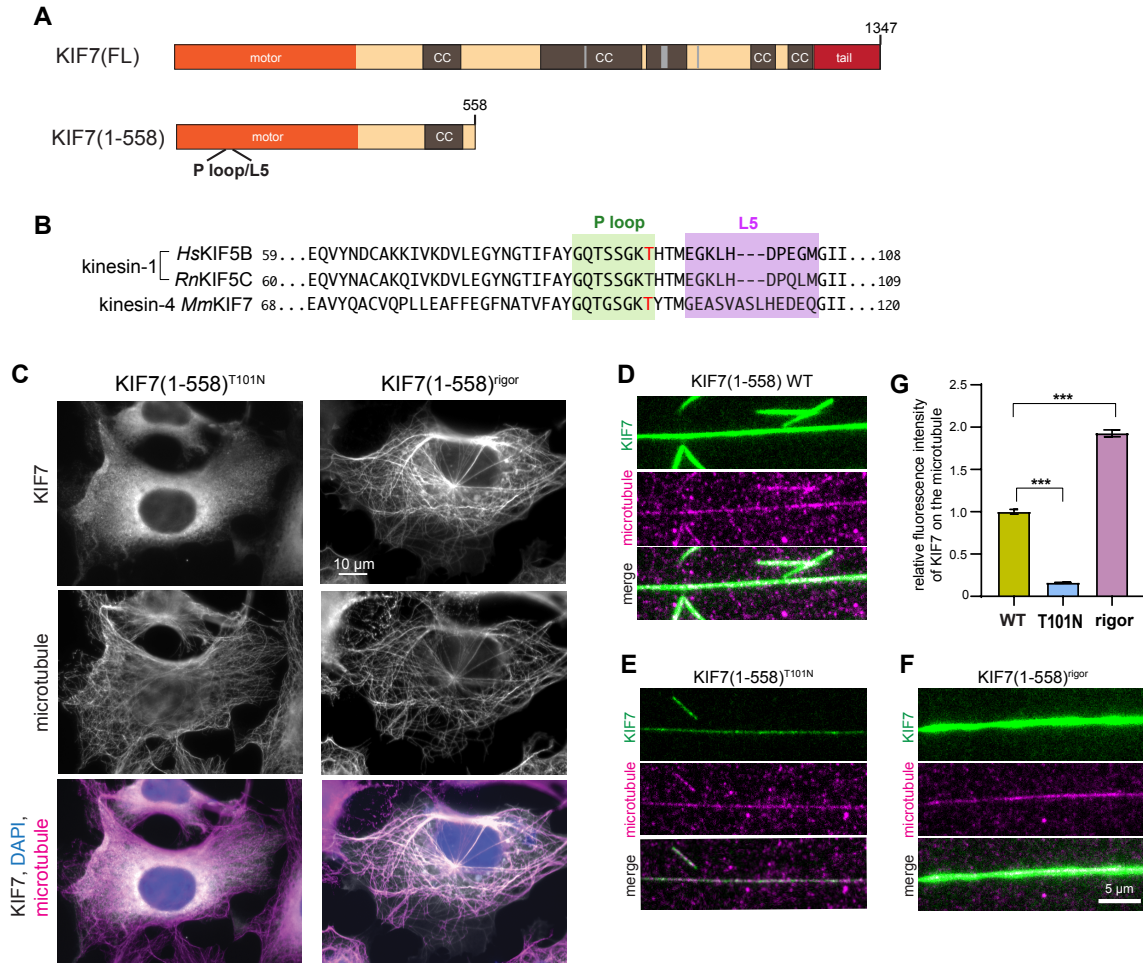 A
KIF7(FL)
motor
CC
CC
CC
CC
CC
tail
1347
KIF7(1-558)
motor
CC
558
P loop/L5
B
P loop
L5
kinesin-1
HsKIF5B 59...EQVYNDCAKKIVKDVLEGYNGTIFAYGQTSSGKTHTMEGKLH---DPEGMGII...108
RnKIF5C 60...EQVYNACAKQIVKDVLEGYNGTIFAYGQTSSGKTHTMEGKLH---DPQLMGII...109
kinesin-4 MmKIF7 68...EAVYQACVQPLLEAFFEGFNATVFAYGQTGSGKTYTMGEASVASLHEDEQGII...120
C
KIF7(1-558)T101N
KIF7(1-558)rigor
KIF7
10 µm
microtubule
KIF7, DAPI,
microtubule
D
KIF7(1-558) WT
KIF7
microtubule
merge
E
KIF7(1-558)T101N
KIF7
microtubule
merge
F
KIF7(1-558)rigor
KIF7
microtubule
merge
5 µm
G
relative fluorescence intensity
of KIF7 on the microtubule
2.5
2.0
1.5
1.0
0.5
0
***
***
WT
T101N
rigor